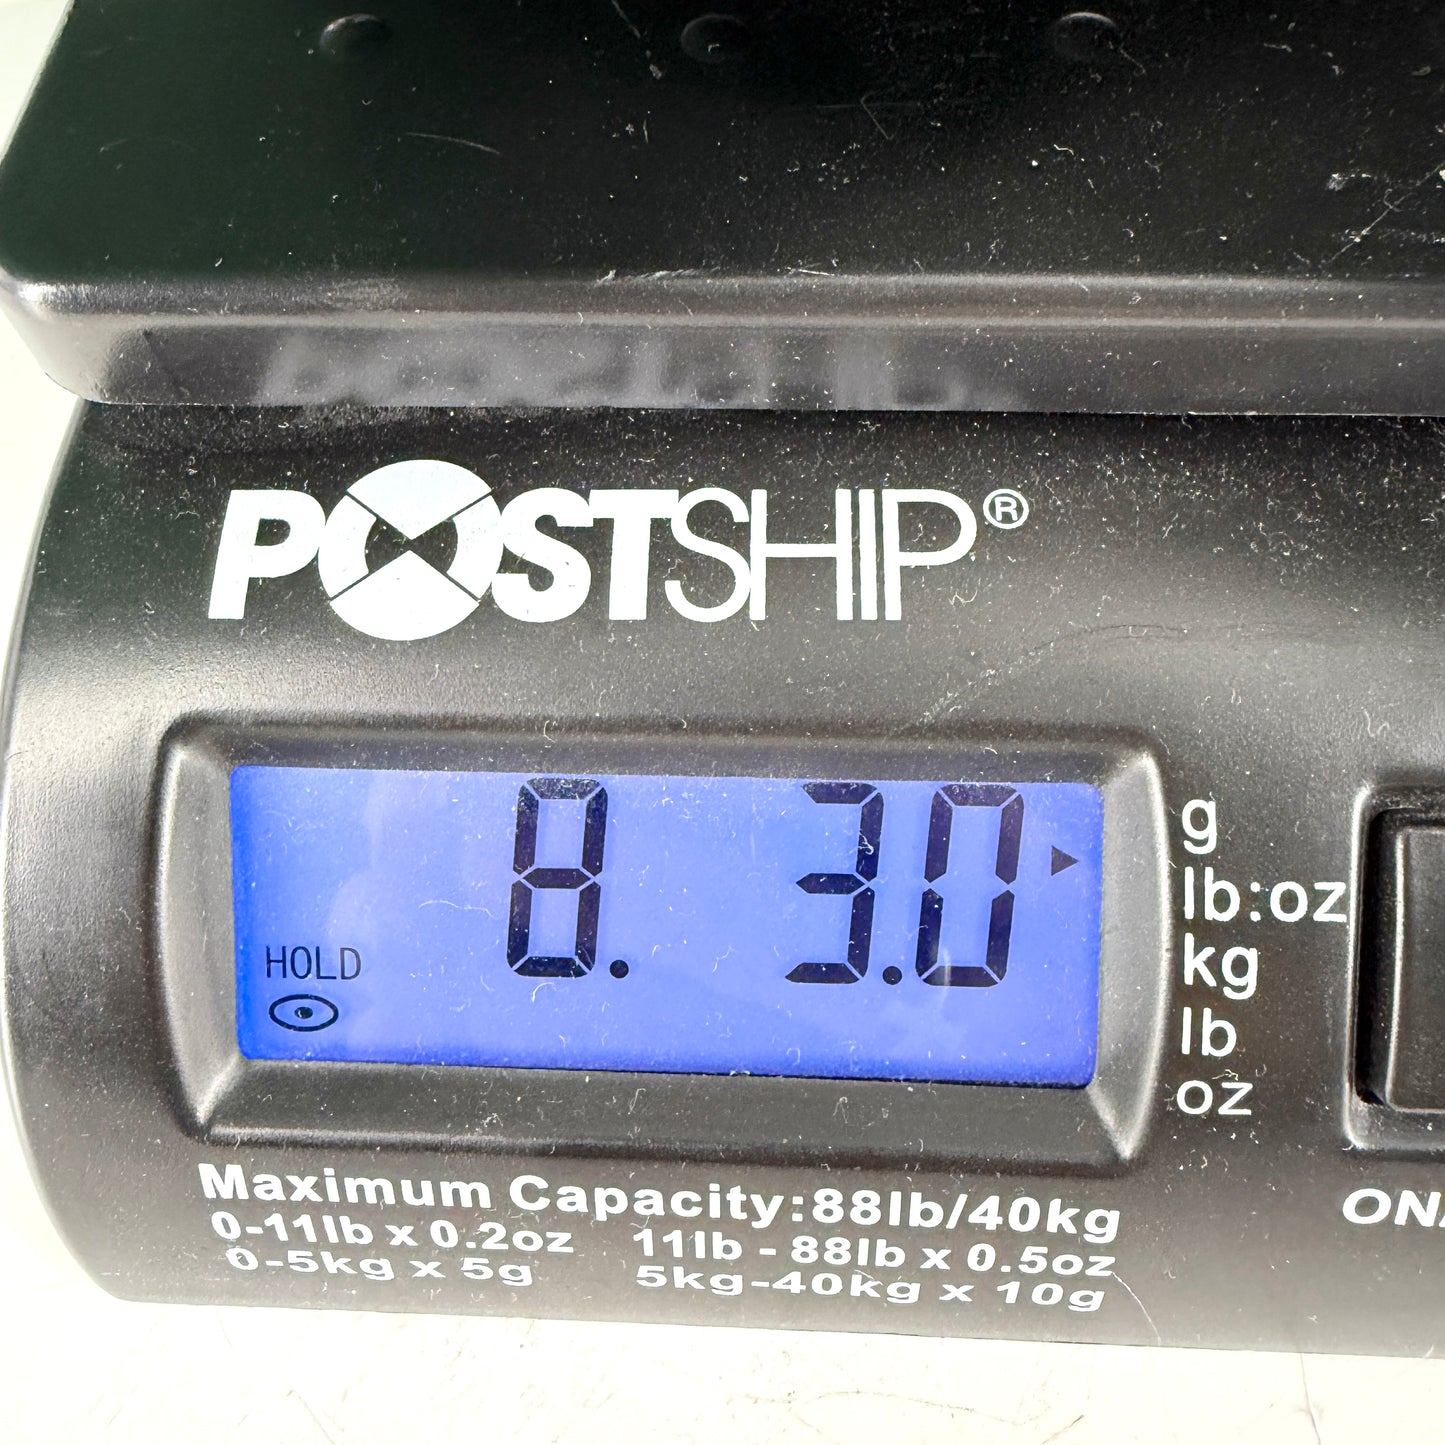 POSTSHIP®
8. 3.0
HOLD
g
lb:oz
kg
lb
oz
Maximum Capacity:88lb/40kg
0-11lb x 0.2oz 11lb - 88lb x 0.5oz
0-5kg x 5g 5kg-40kg x 10g